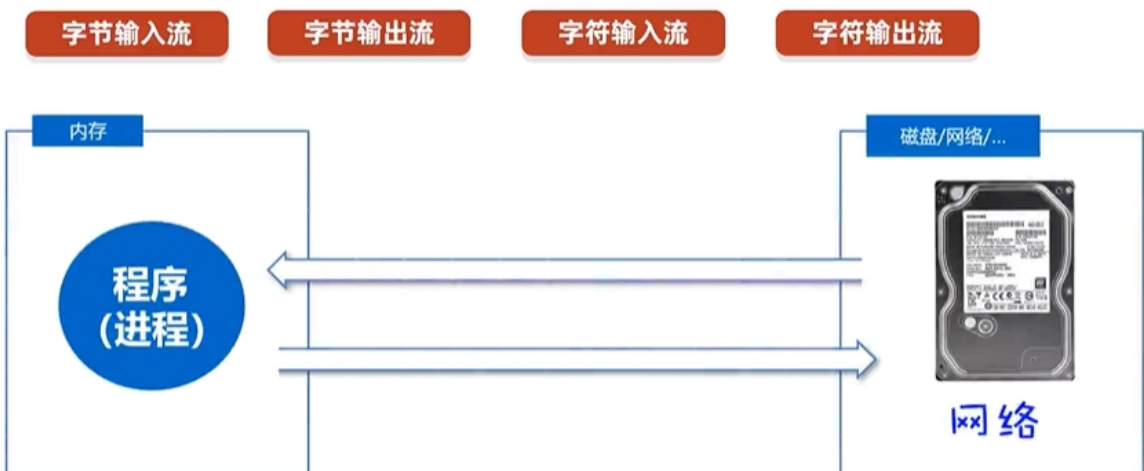 字节输入流
字节输出流
字符输入流
字符输出流
内存
磁盘/网络/...
程序
(进程)
网络